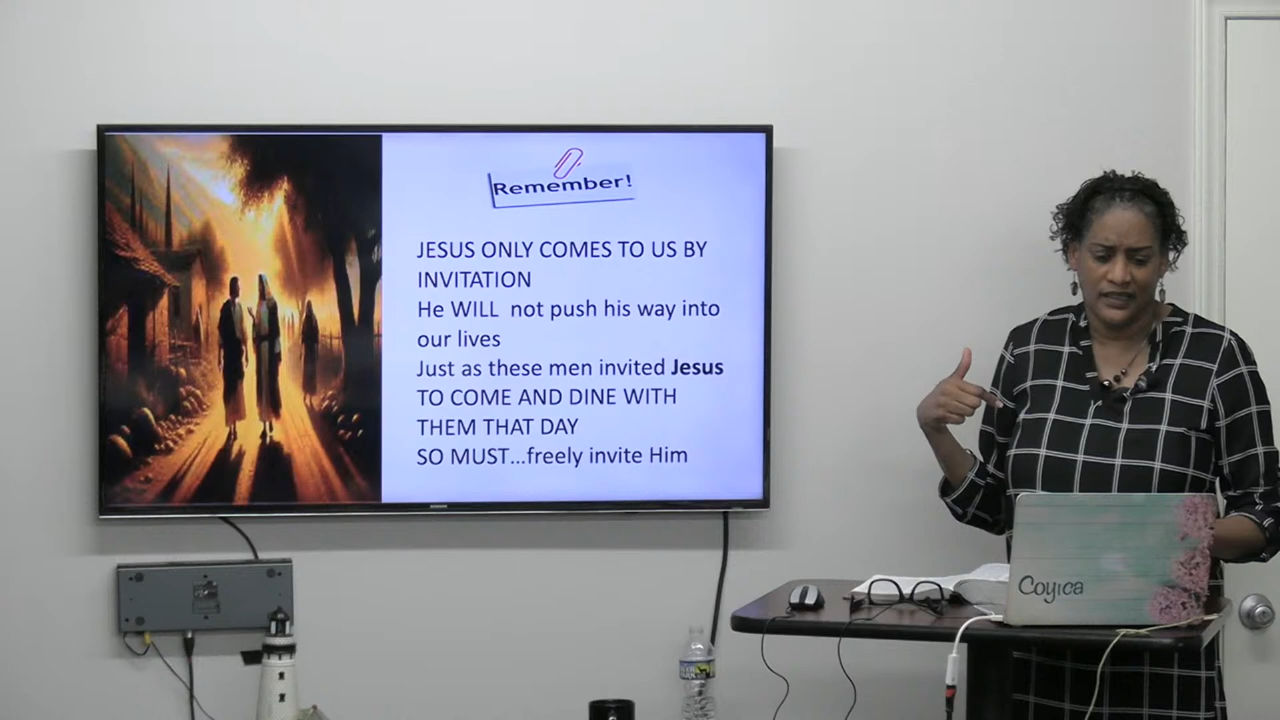 Remember!
JESUS ONLY COMES TO US BY
INVITATION
He WILL  not push his way into
our lives
Just as these men invited Jesus
TO COME AND DINE WITH
THEM THAT DAY
SO MUST...freely invite Him
Coyica